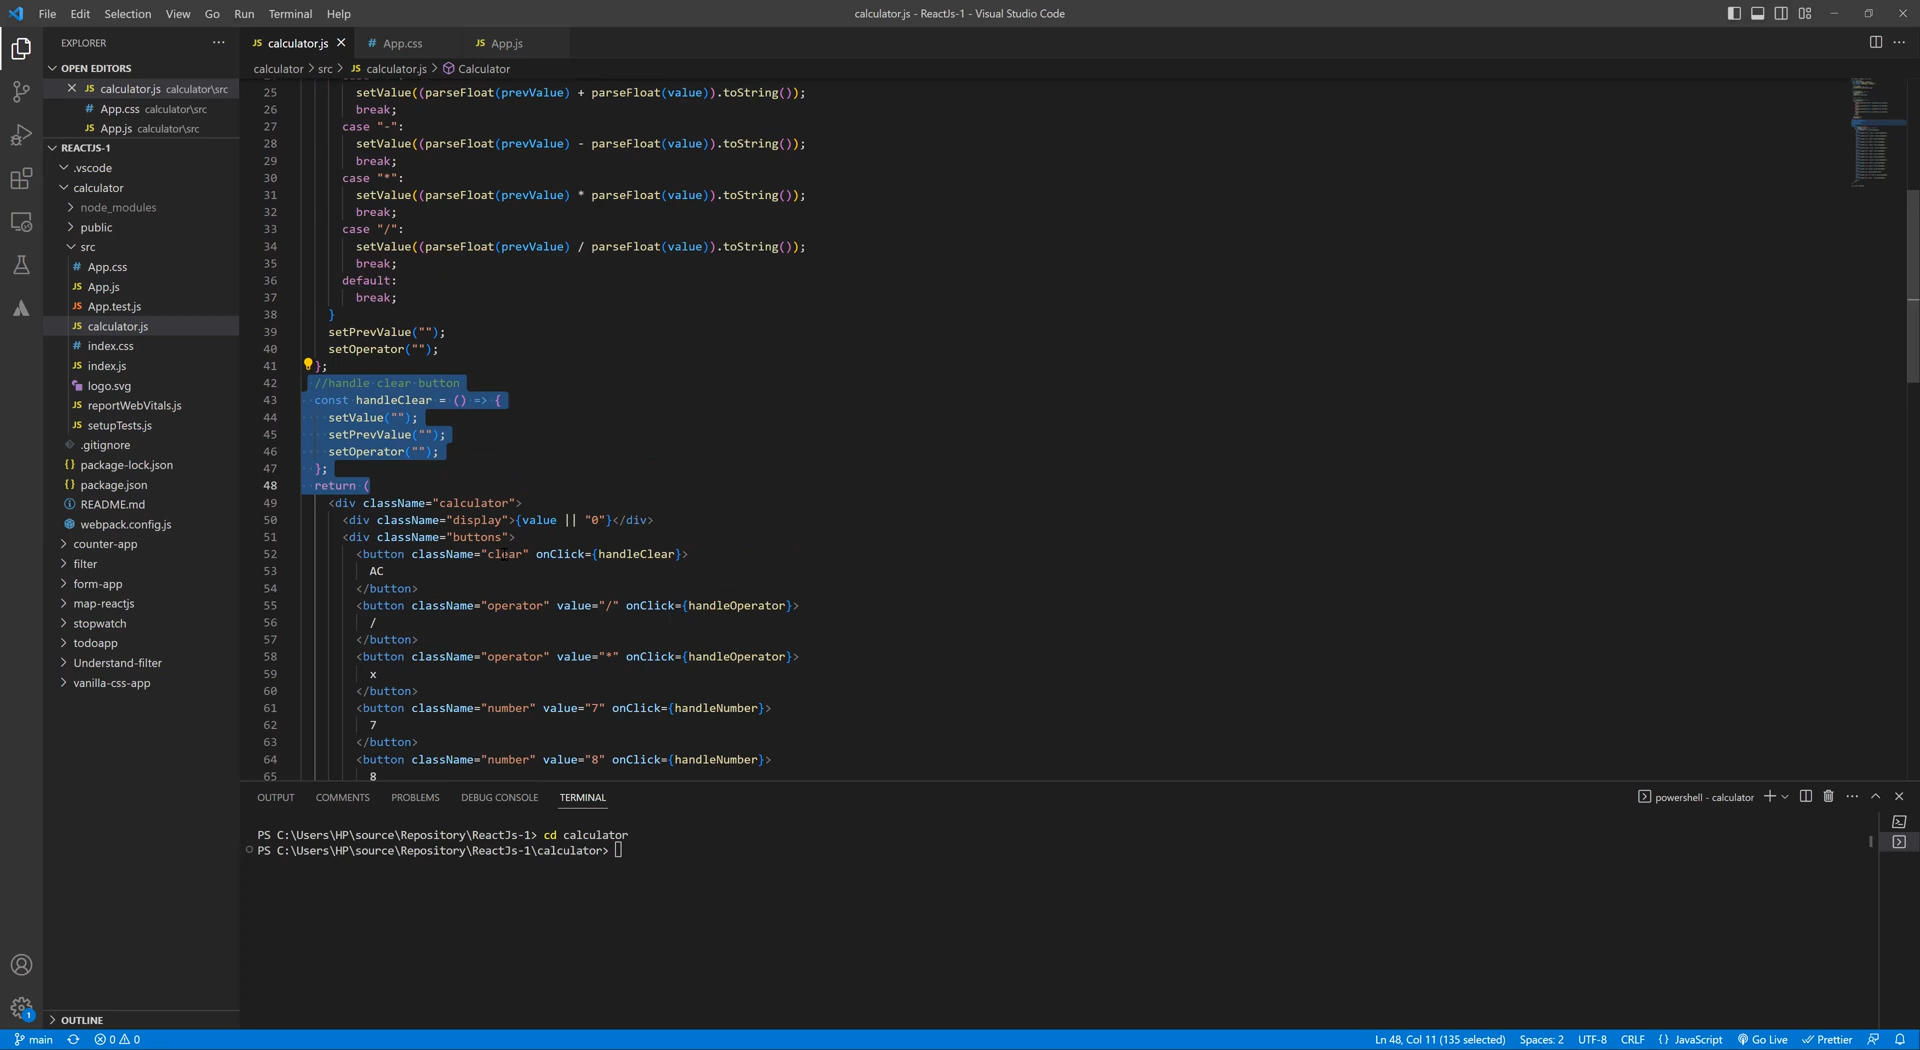 File Edit Selection View Go Run Terminal Help
calculator.js - ReactJs-1 - Visual Studio Code
EXPLORER
OPEN EDITORS
calculator.js calculator\src
App.css calculator\src
App.js calculator\src
REACTJS-1
.vscode
calculator
node_modules
public
src
App.css
App.js
App.test.js
calculator.js
index.css
index.js
logo.svg
reportWebVitals.js
setupTests.js
.gitignore
package-lock.json
package.json
README.md
webpack.config.js
counter-app
filter
form-app
map-reactjs
stopwatch
todoapp
Understand-filter
vanilla-css-app
OUTLINE
JS calculator.js # App.css JS App.js
calculator > src > JS calculator.js > Calculator
25 setValue((parseFloat(prevValue) + parseFloat(value)).toString());
26 break;
27 case "-":
28 setValue((parseFloat(prevValue) - parseFloat(value)).toString());
29 break;
30 case "*":
31 setValue((parseFloat(prevValue) * parseFloat(value)).toString());
32 break;
33 case "/":
34 setValue((parseFloat(prevValue) / parseFloat(value)).toString());
35 break;
36 default:
37 break;
38 }
39 setPrevValue("");
40 setOperator("");
41 };
42 //handle clear button
43 const handleClear = () => {
44 setValue("");
45 setPrevValue("");
46 setOperator("");
47 };
48 return (
49 <div className="calculator">
50 <div className="display">{value || "0"}</div>
51 <div className="buttons">
52 <button className="clear" onClick={handleClear}>
53 AC
54 </button>
55 <button className="operator" value="/" onClick={handleOperator}>
56 /
57 </button>
58 <button className="operator" value="*" onClick={handleOperator}>
59 x
60 </button>
61 <button className="number" value="7" onClick={handleNumber}>
62 7
63 </button>
64 <button className="number" value="8" onClick={handleNumber}>
65 8
OUTPUT COMMENTS PROBLEMS DEBUG CONSOLE TERMINAL
powershell - calculator
PS C:\Users\HP\source\Repository\ReactJs-1> cd calculator
PS C:\Users\HP\source\Repository\ReactJs-1\calculator>
1
main 0 0
Ln 48, Col 11 (135 selected) Spaces: 2 UTF-8 CRLF {} JavaScript Go Live Prettier